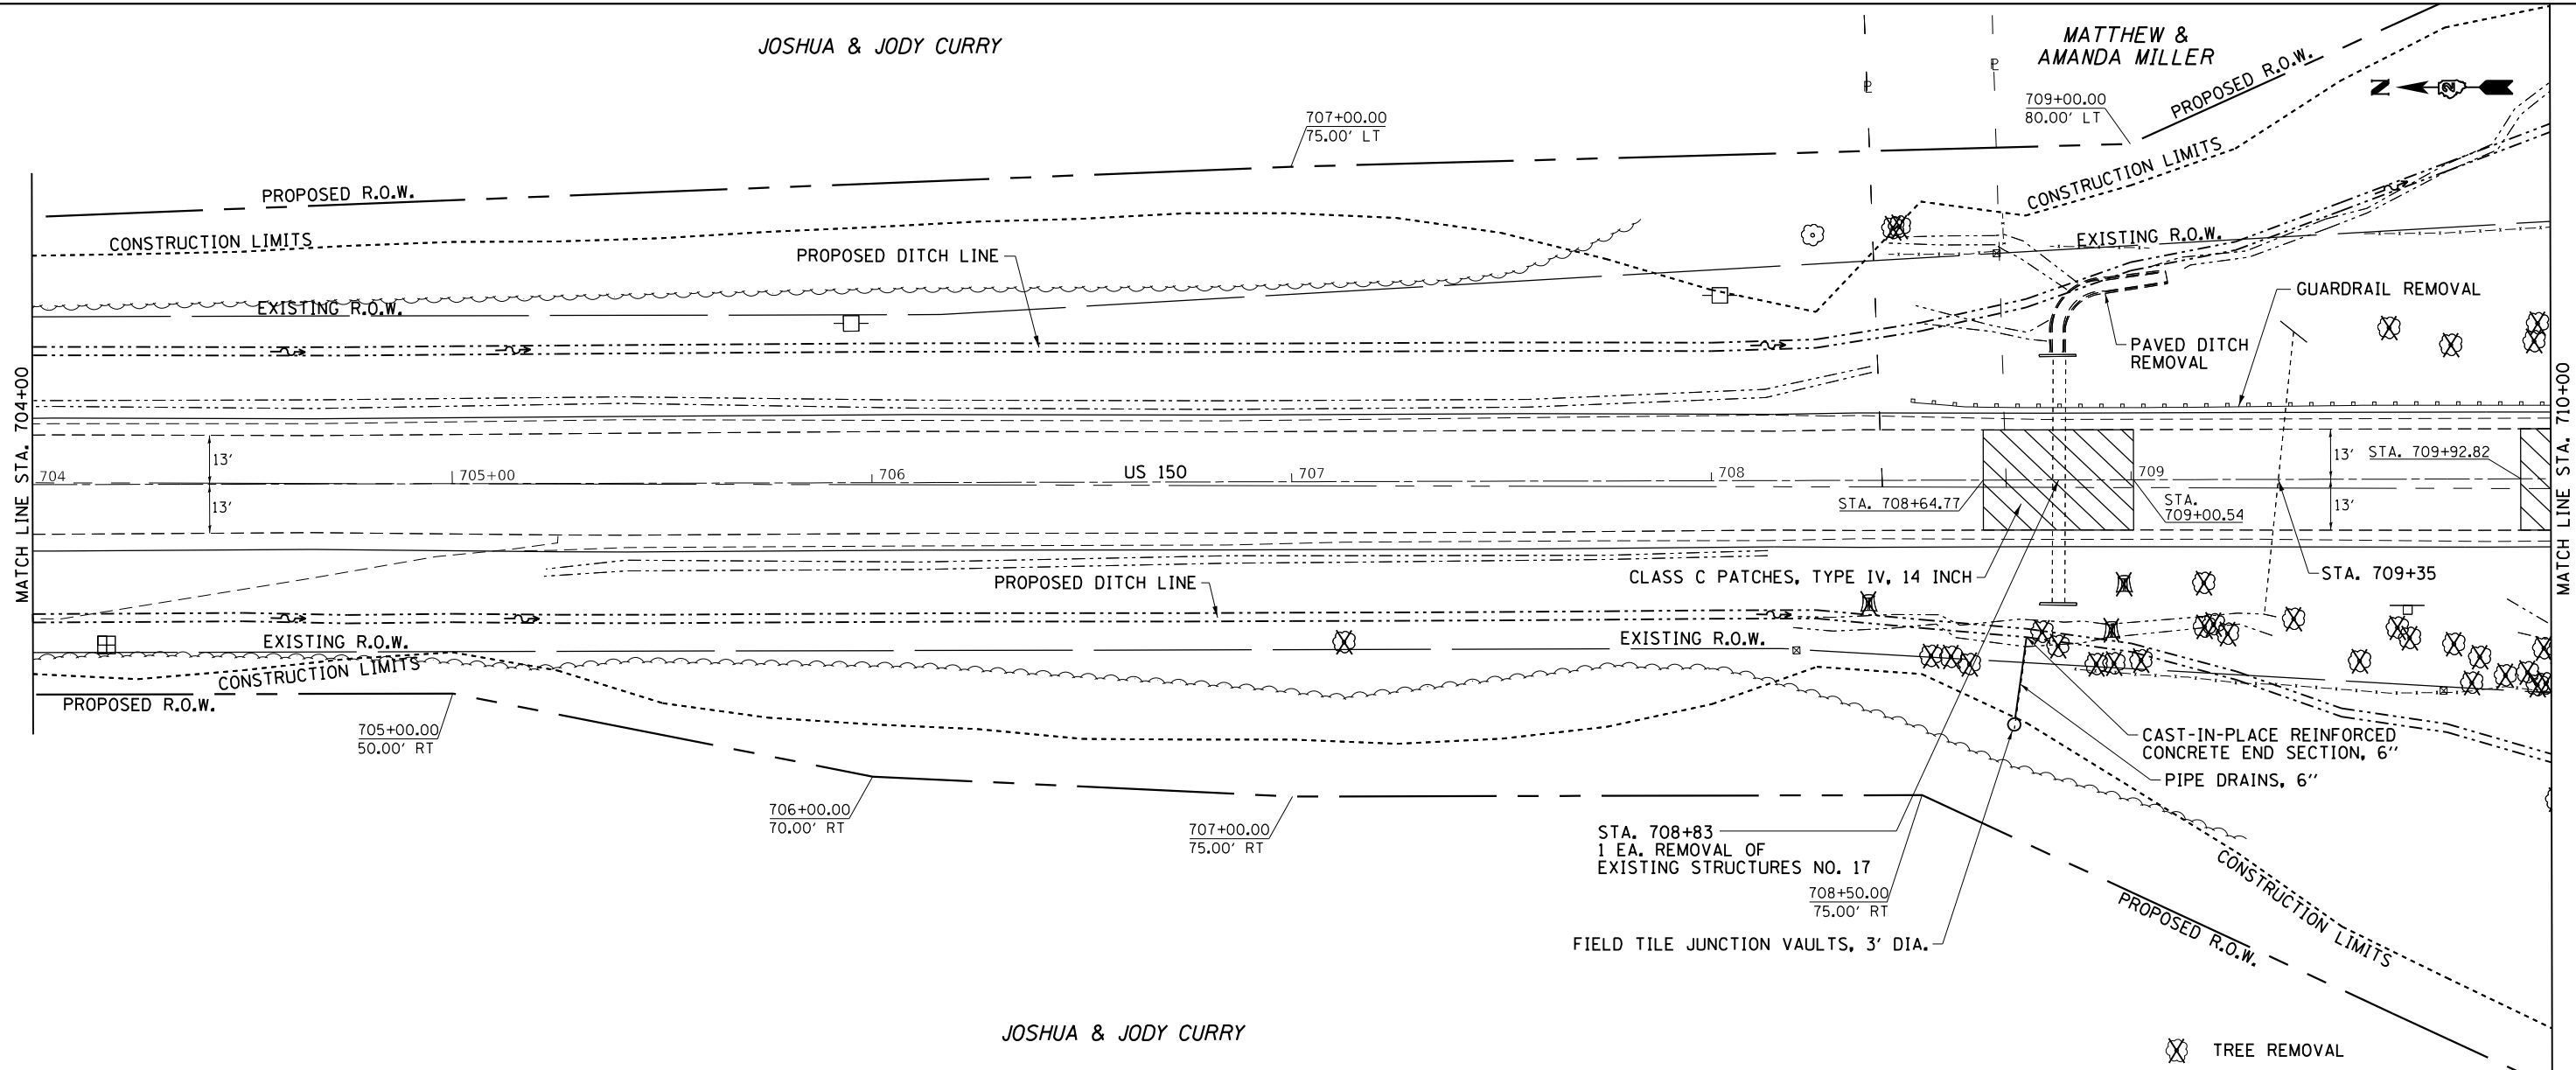 JOSHUA & JODY CURRY
MATTHEW &
AMANDA MILLER
N
2
PROPOSED R.O.W.
709+00.00
80.00' LT
707+00.00
75.00' LT
PROPOSED R.O.W.
CONSTRUCTION LIMITS
CONSTRUCTION LIMITS
PROPOSED DITCH LINE
EXISTING R.O.W.
EXISTING R.O.W.
GUARDRAIL REMOVAL
PAVED DITCH
REMOVAL
MATCH LINE STA. 704+00
MATCH LINE STA. 710+00
13'
13'
704
705+00
706
US 150
707
708
709
13'
13'
STA. 709+92.82
STA. 708+64.77
STA.
709+00.54
STA. 709+35
CLASS C PATCHES, TYPE IV, 14 INCH
PROPOSED DITCH LINE
EXISTING R.O.W.
EXISTING R.O.W.
CONSTRUCTION LIMITS
PROPOSED R.O.W.
705+00.00
50.00' RT
706+00.00
70.00' RT
707+00.00
75.00' RT
CAST-IN-PLACE REINFORCED
CONCRETE END SECTION, 6"
PIPE DRAINS, 6"
STA. 708+83
1 EA. REMOVAL OF
EXISTING STRUCTURES NO. 17
708+50.00
75.00' RT
FIELD TILE JUNCTION VAULTS, 3' DIA.
CONSTRUCTION LIMITS
PROPOSED R.O.W.
JOSHUA & JODY CURRY
TREE REMOVAL